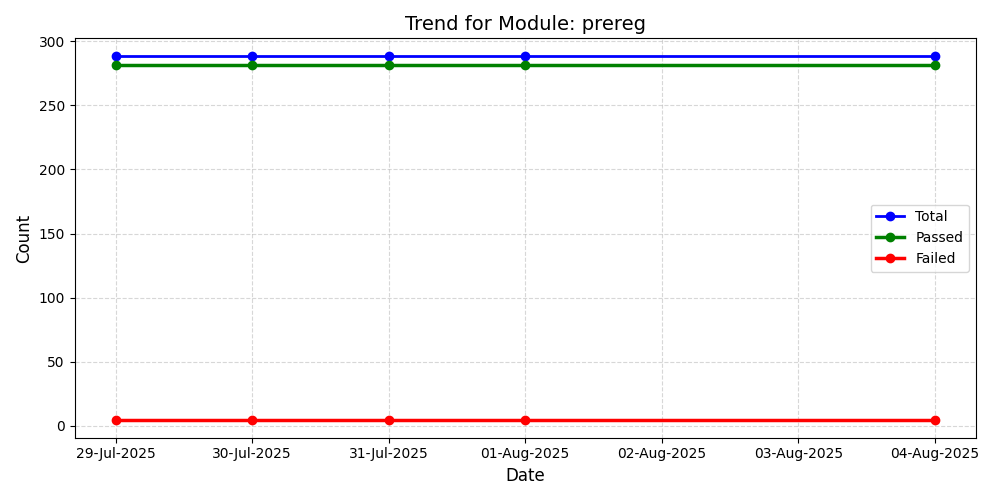 Trend for Module: prereg
300
250
200
150
100
50
0
Count
Total
Passed
Failed
29-Jul-2025 30-Jul-2025 31-Jul-2025 01-Aug-2025 02-Aug-2025 03-Aug-2025 04-Aug-2025
Date